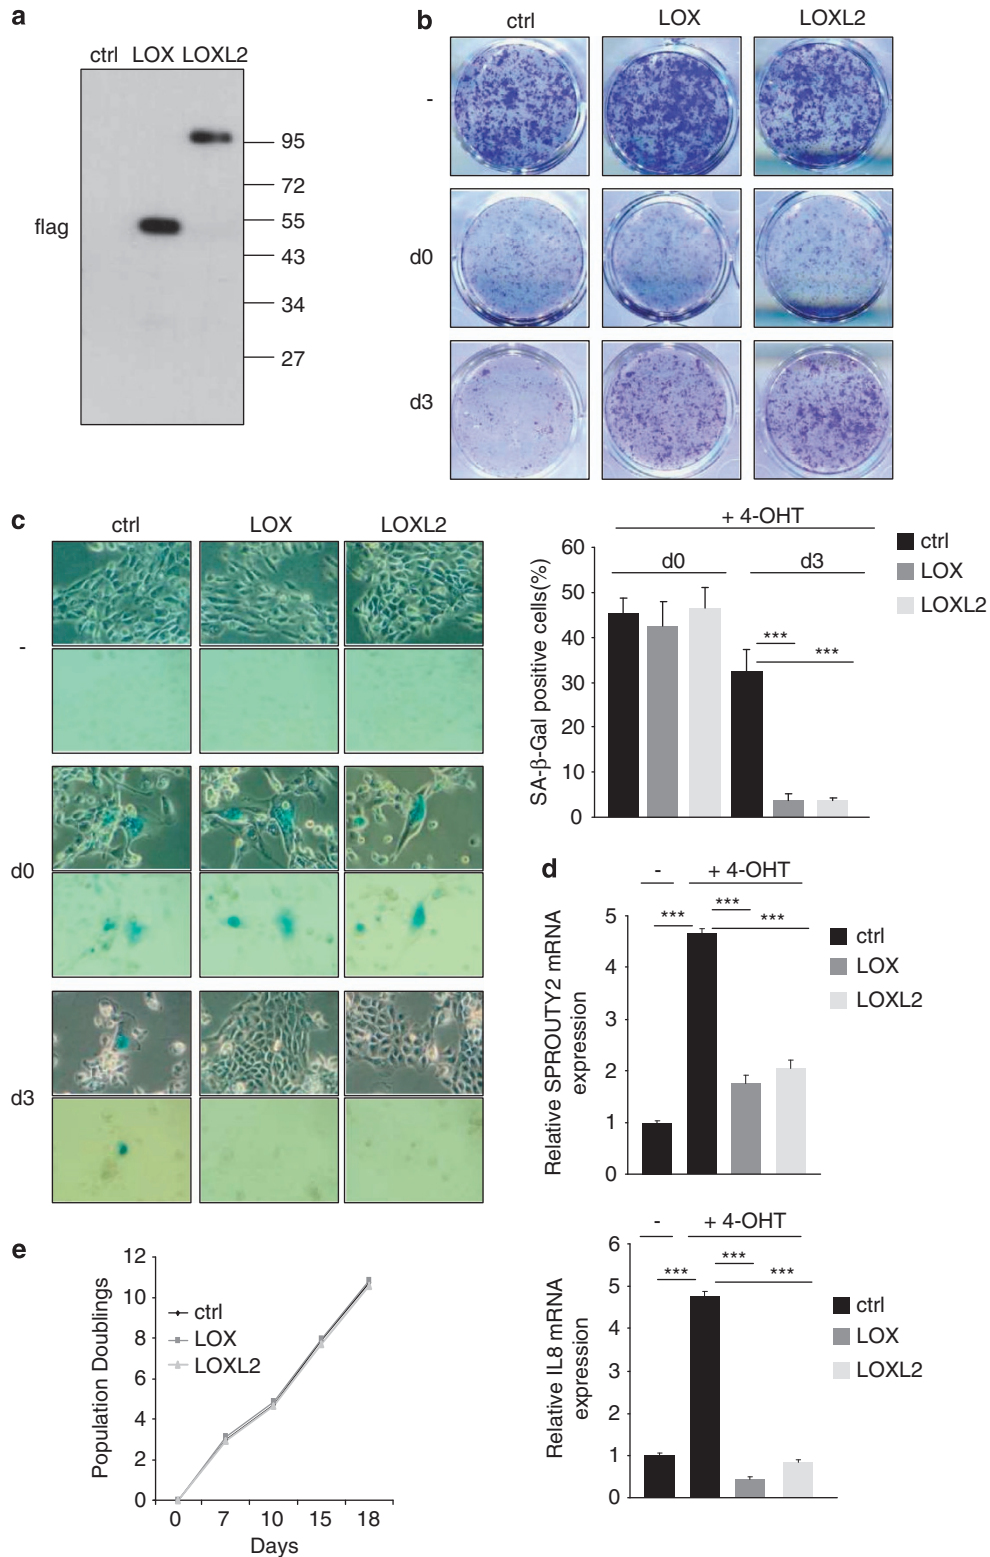 a
ctrl LOX LOXL2
95
72
55
43
34
27
flag
b
ctrl LOX LOXL2
-
d0
d3
c
ctrl LOX LOXL2
-
d0
d3
+ 4-OHT
d0 d3
60
50
40
30
20
10
0
SA-β-Gal positive cells(%)
*** ***
ctrl
LOX
LOXL2
d
- + 4-OHT
*** *** ***
5
4
3
2
1
0
Relative SPROUTY2 mRNA
expression
ctrl
LOX
LOXL2
- + 4-OHT
*** *** ***
6
5
4
3
2
1
0
Relative IL8 mRNA
expression
ctrl
LOX
LOXL2
e
12
10
8
6
4
2
0
Population Doublings
ctrl
LOX
LOXL2
0 7 10 15 18
Days